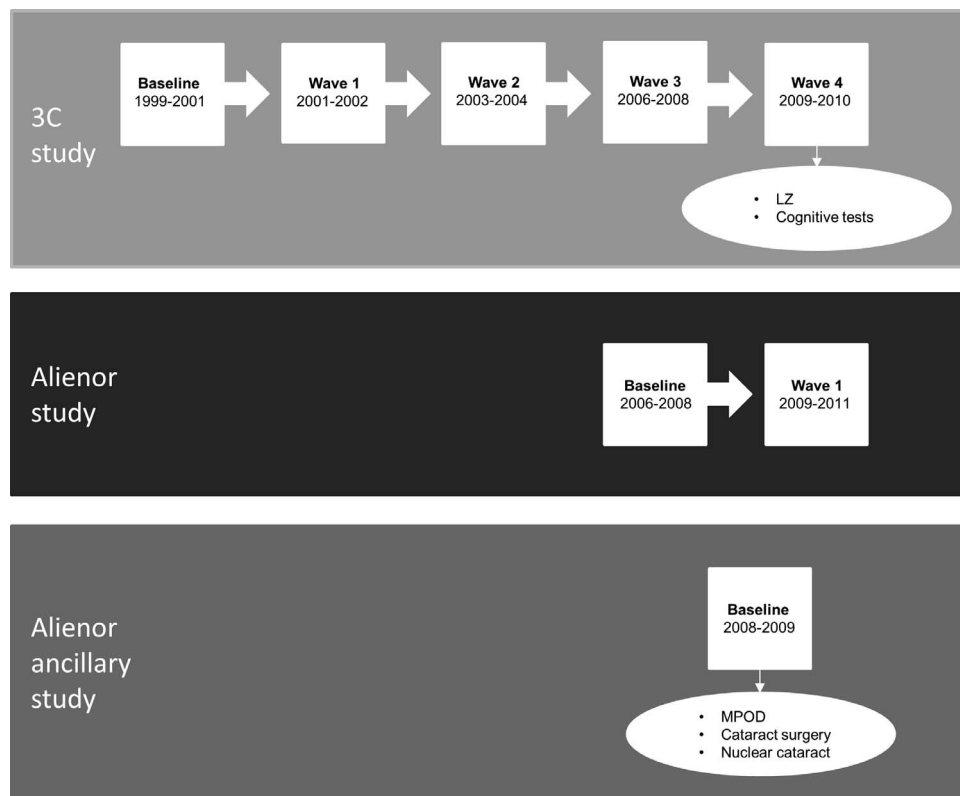 3C
study
Baseline
1999-2001
Wave 1
2001-2002
Wave 2
2003-2004
Wave 3
2006-2008
Wave 4
2009-2010
• LZ
• Cognitive tests
Alienor
study
Baseline
2006-2008
Wave 1
2009-2011
Alienor
ancillary
study
Baseline
2008-2009
• MPOD
• Cataract surgery
• Nuclear cataract